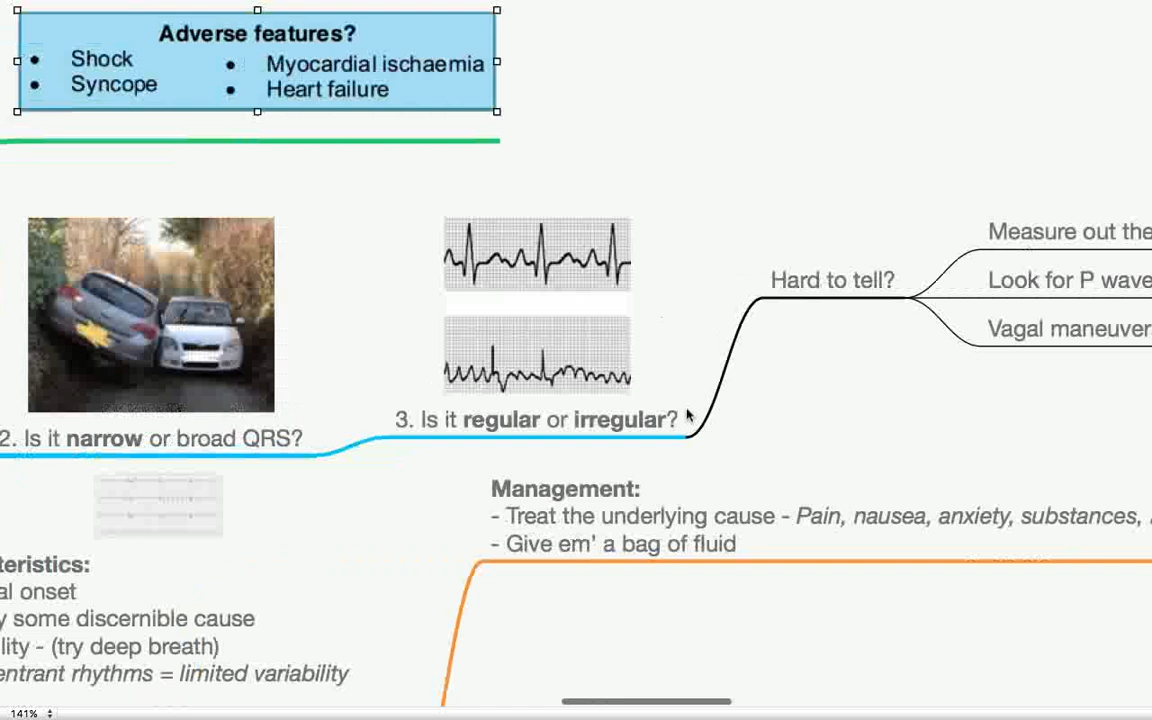 Adverse features?
• Shock
• Syncope
• Myocardial ischaemia
• Heart failure
Measure out the
Hard to tell?
Look for P wave
Vagal maneuver
2. Is it narrow or broad QRS?
3. Is it regular or irregular?
Management:
- Treat the underlying cause - Pain, nausea, anxiety, substances,
- Give em' a bag of fluid
teristics:
al onset
y some discernible cause
lity - (try deep breath)
entrant rhythms = limited variability
141%